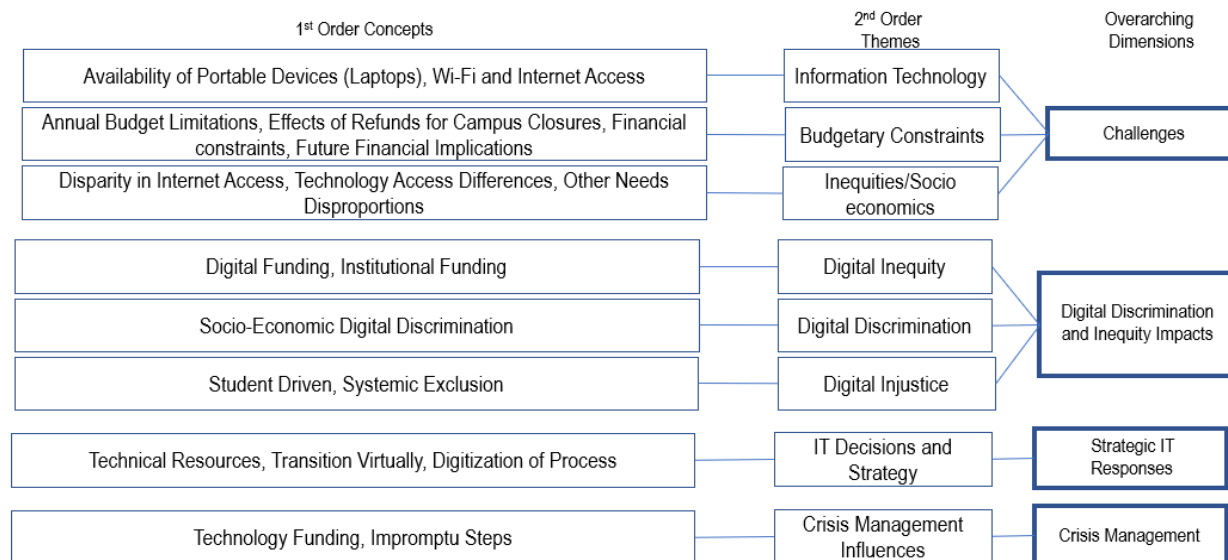 1st Order Concepts
2nd Order
Themes
Overarching
Dimensions
Availability of Portable Devices (Laptops), Wi-Fi and Internet Access
Information Technology
Annual Budget Limitations, Effects of Refunds for Campus Closures, Financial
constraints, Future Financial Implications
Budgetary Constraints
Challenges
Disparity in Internet Access, Technology Access Differences, Other Needs
Disproportions
Inequities/Socio
economics
Digital Funding, Institutional Funding
Digital Inequity
Socio-Economic Digital Discrimination
Digital Discrimination
Digital Discrimination
and Inequity Impacts
Student Driven, Systemic Exclusion
Digital Injustice
Technical Resources, Transition Virtually, Digitization of Process
IT Decisions and
Strategy
Strategic IT
Responses
Technology Funding, Impromptu Steps
Crisis Management
Influences
Crisis Management